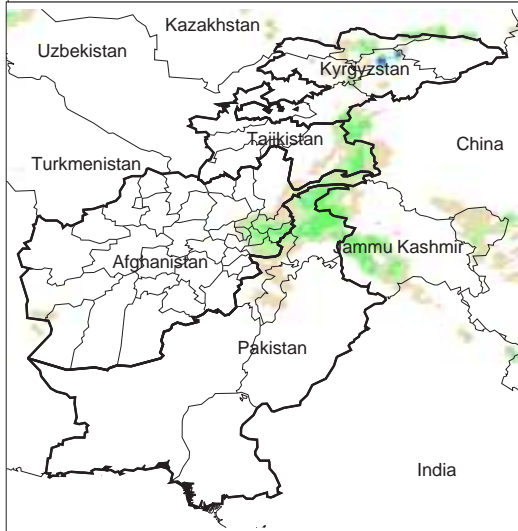 Kazakhstan
Uzbekistan
Kyrgyzstan
Tajikistan
China
Turkmenistan
Jammu Kashmir
Afghanistan
Pakistan
India